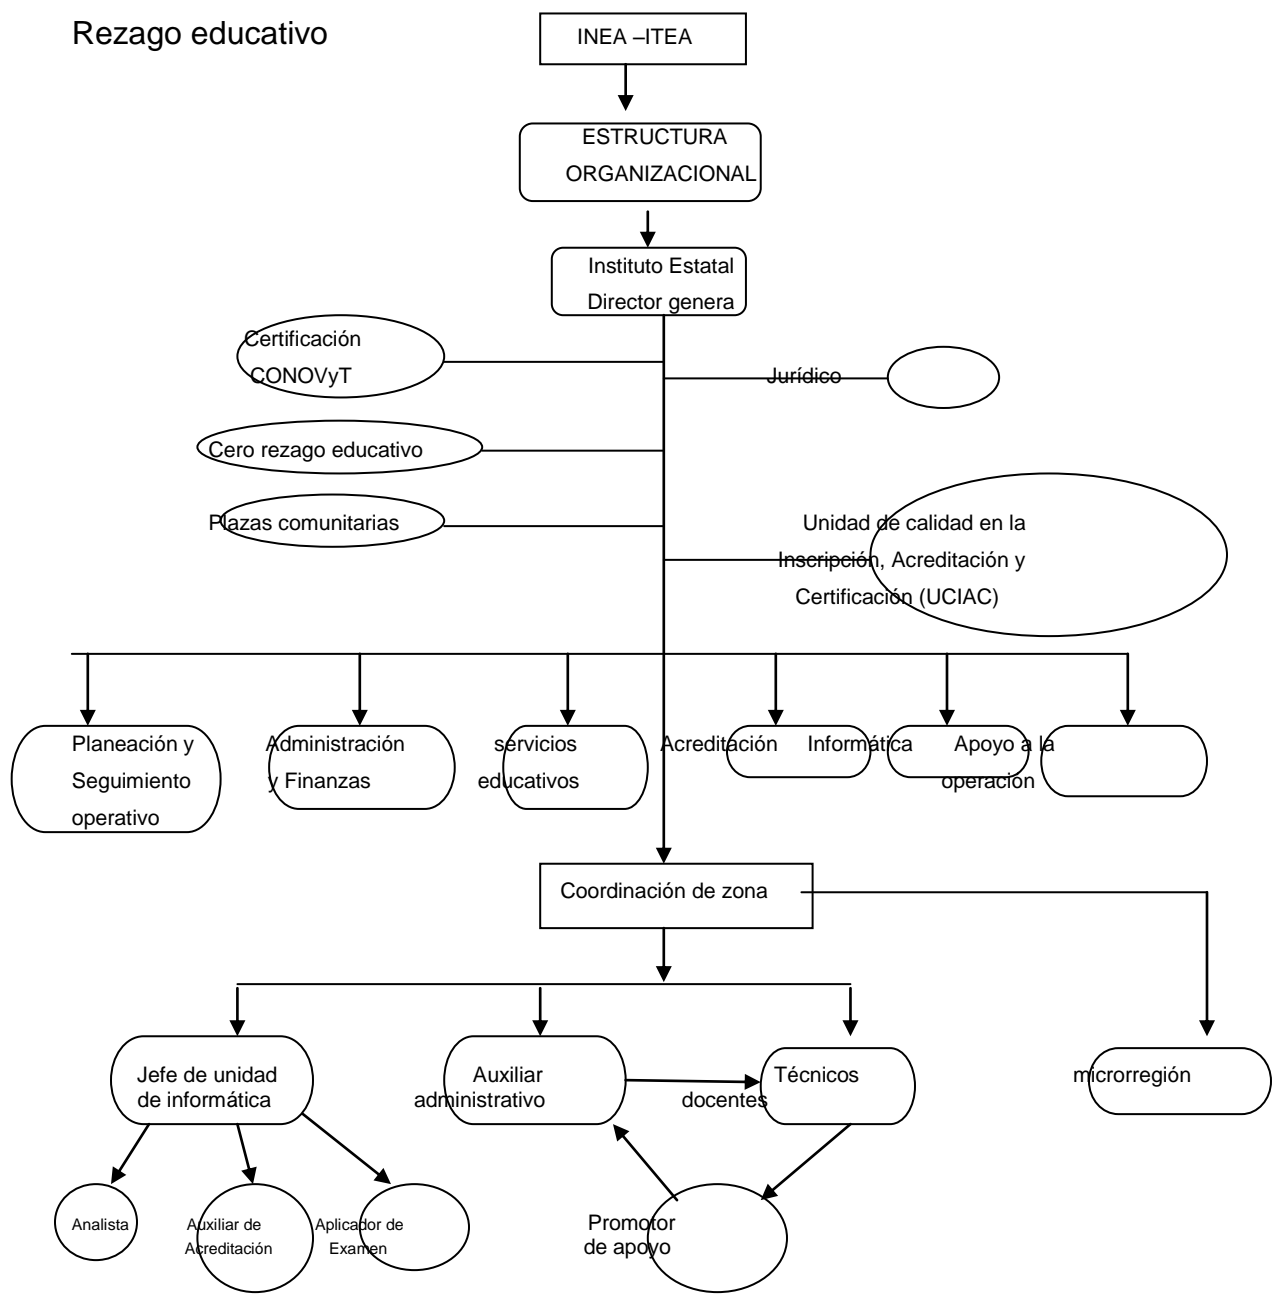 Rezago educativo
INEA –ITEA
ESTRUCTURA
ORGANIZACIONAL
Instituto Estatal
Director genera
Certificación
CONOVyT
Jurídico
Cero rezago educativo
Plazas comunitarias
Unidad de calidad en la
Inscripción, Acreditación y
Certificación (UCIAC)
Planeación y
Seguimiento
operativo
Administración
y Finanzas
servicios
educativos
Acreditación
Informática
Apoyo a la
operación
Coordinación de zona
Jefe de unidad
de informática
Auxiliar
administrativo
Técnicos
docentes
microrregión
Analista
Auxiliar de
Acreditación
Aplicador de
Examen
Promotor
de apoyo